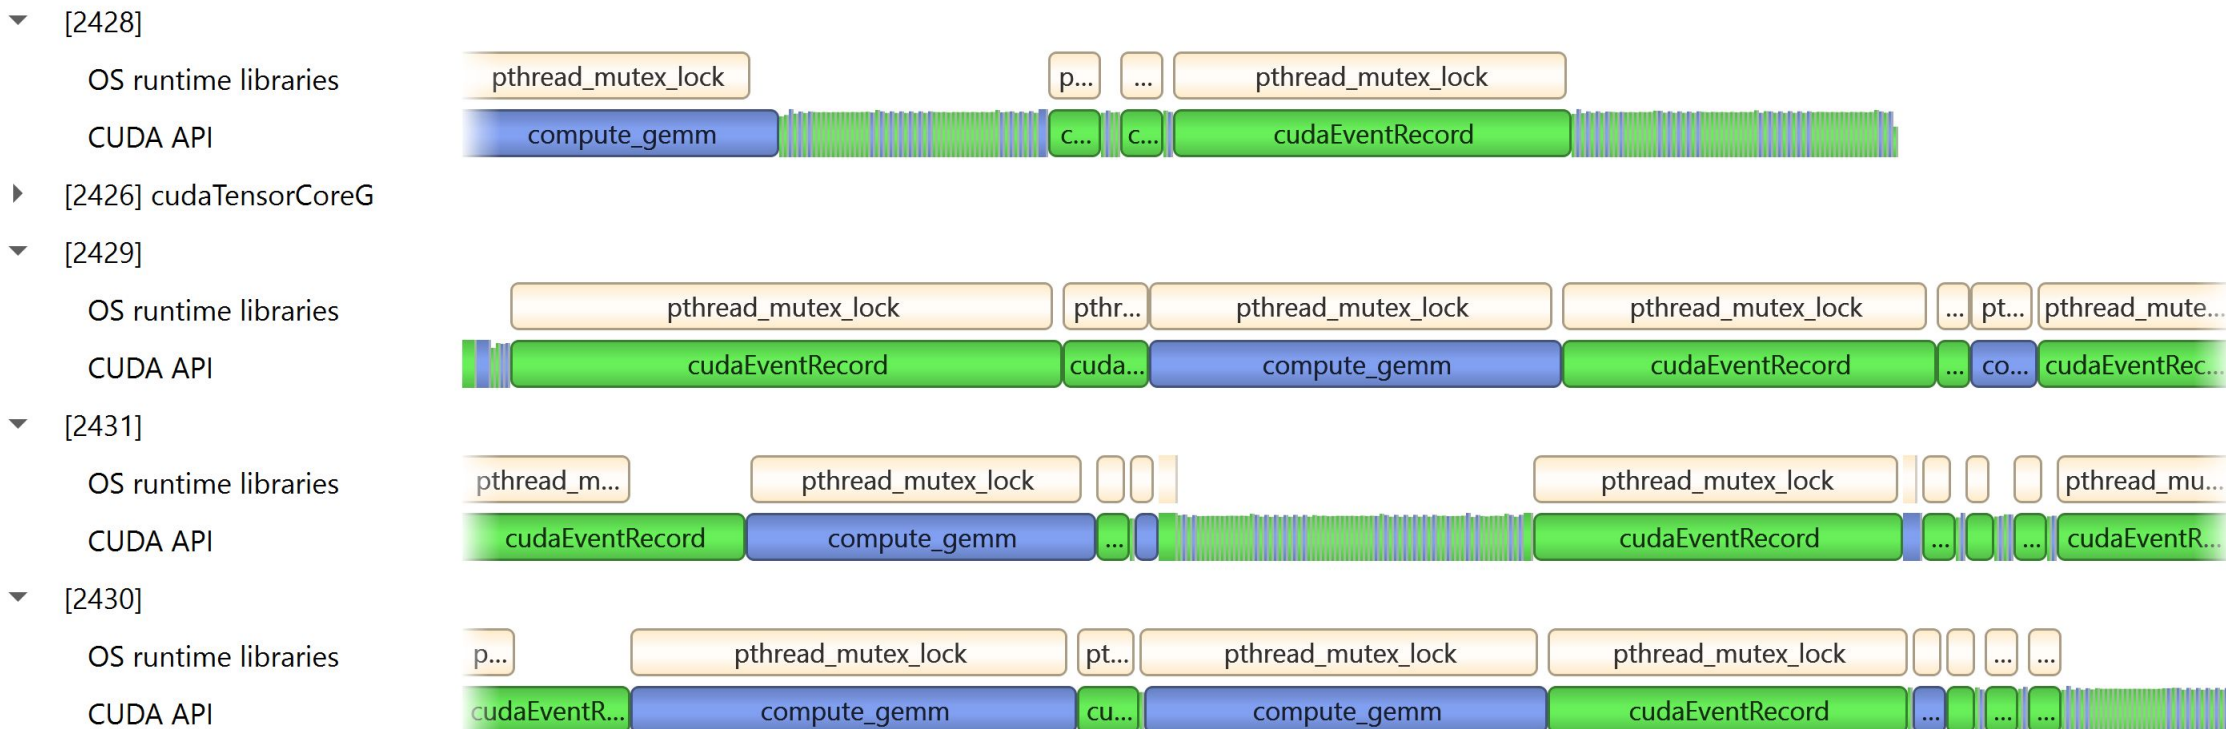 [2428]
OS runtime libraries pthread_mutex_lock p... ... pthread_mutex_lock
CUDA API compute_gemm c... c... cudaEventRecord
[2426] cudaTensorCoreG
[2429]
OS runtime libraries pthread_mutex_lock pthr... pthread_mutex_lock pthread_mutex_lock ... pt... pthread_mute...
CUDA API cudaEventRecord cuda... compute_gemm cudaEventRecord ... co... cudaEventRec...
[2431]
OS runtime libraries pthread_m... pthread_mutex_lock pthread_mutex_lock pthread_mu...
CUDA API cudaEventRecord compute_gemm ... cudaEventRecord ... ... cudaEventR...
[2430]
OS runtime libraries p... pthread_mutex_lock pt... pthread_mutex_lock pthread_mutex_lock ... ...
CUDA API cudaEventR... compute_gemm cu... compute_gemm cudaEventRecord ... ... ...